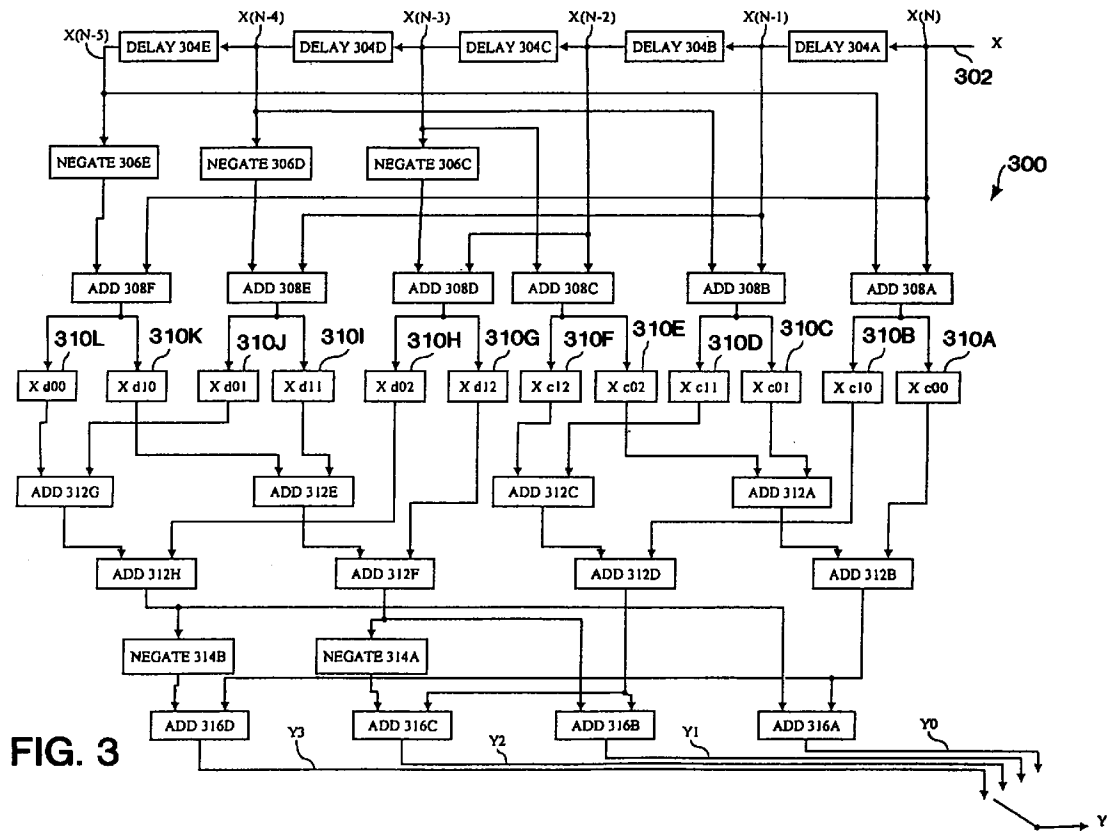 X(N-5) X(N-4) X(N-3) X(N-2) X(N-1) X(N)
DELAY 304E DELAY 304D DELAY 304C DELAY 304B DELAY 304A X
302
NEGATE 306E NEGATE 306D NEGATE 306C
300
ADD 308F ADD 308E ADD 308D ADD 308C ADD 308B ADD 308A
310L 310K 310J 310I 310H 310G 310F 310E 310D 310C 310B 310A
X d00 X d10 X d01 X d11 X d02 X d12 X c12 X c02 X c11 X c01 X c10 X c00
ADD 312G ADD 312E ADD 312C ADD 312A
ADD 312H ADD 312F ADD 312D ADD 312B
NEGATE 314B NEGATE 314A
ADD 316D ADD 316C ADD 316B ADD 316A
FIG. 3
Y3 Y2 Y1 Y0
Y